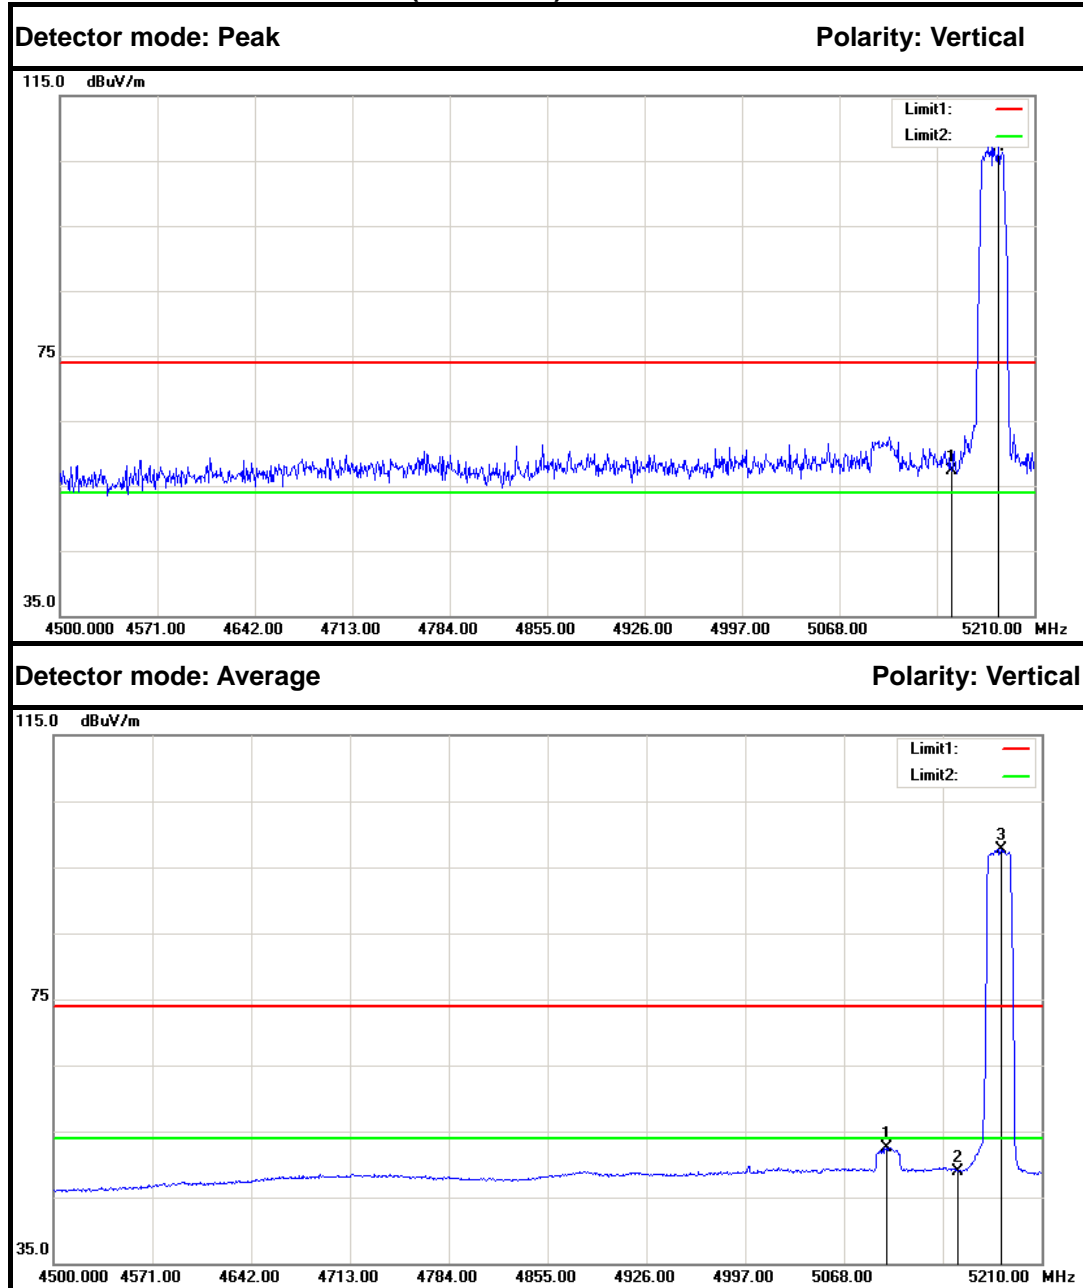 Detector mode: Peak Polarity: Vertical
115.0 dBuV/m
Limit1:
Limit2:
75
1
35.0
4500.000 4571.00 4642.00 4713.00 4784.00 4855.00 4926.00 4997.00 5068.00 5210.00 MHz
Detector mode: Average Polarity: Vertical
115.0 dBuV/m
Limit1:
Limit2:
3
75
1
2
35.0
4500.000 4571.00 4642.00 4713.00 4784.00 4855.00 4926.00 4997.00 5068.00 5210.00 MHz